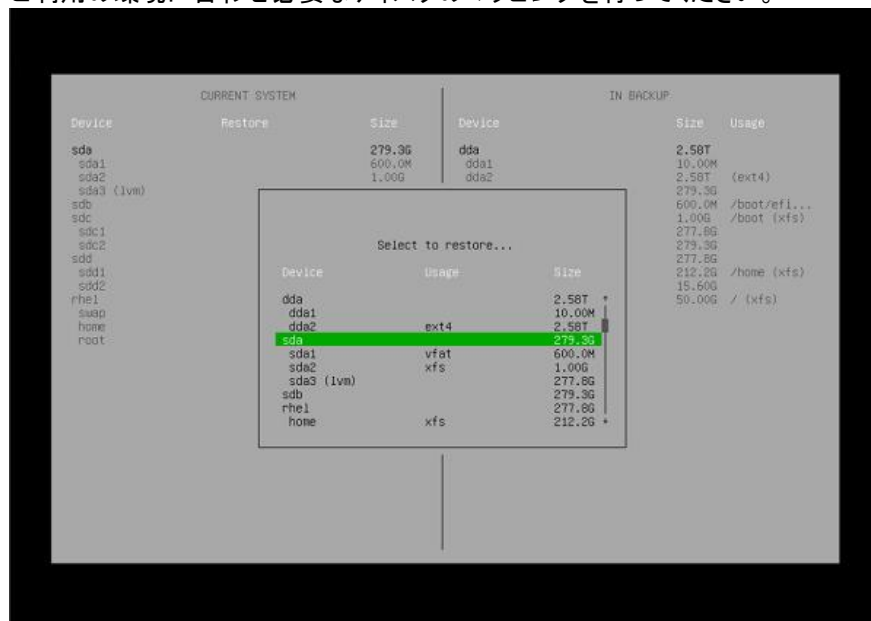 CURRENT SYSTEM IN BACKUP
Device Restore Size Device Size Usage
sda 279.3G dda 2.58T
sda1 600.0M dda1 10.00M
sda2 1.00G dda2 2.58T (ext4)
sda3 (lvm) 279.3G
sdb 600.0M /boot/efi...
sdc 1.00G /boot (xfs)
sdc1 277.8G
sdc2 279.3G
sdd 277.8G
sdd1 212.2G /home (xfs)
sdd2 15.60G
rhel 50.00G / (xfs)
swap
home
root
Select to restore...
Device Usage Size
dda 2.58T
dda1 10.00M
dda2 ext4 2.58T
sda 279.3G
sda1 vfat 600.0M
sda2 xfs 1.00G
sda3 (lvm) 277.8G
sdb 279.3G
rhel 277.8G
home xfs 212.2G